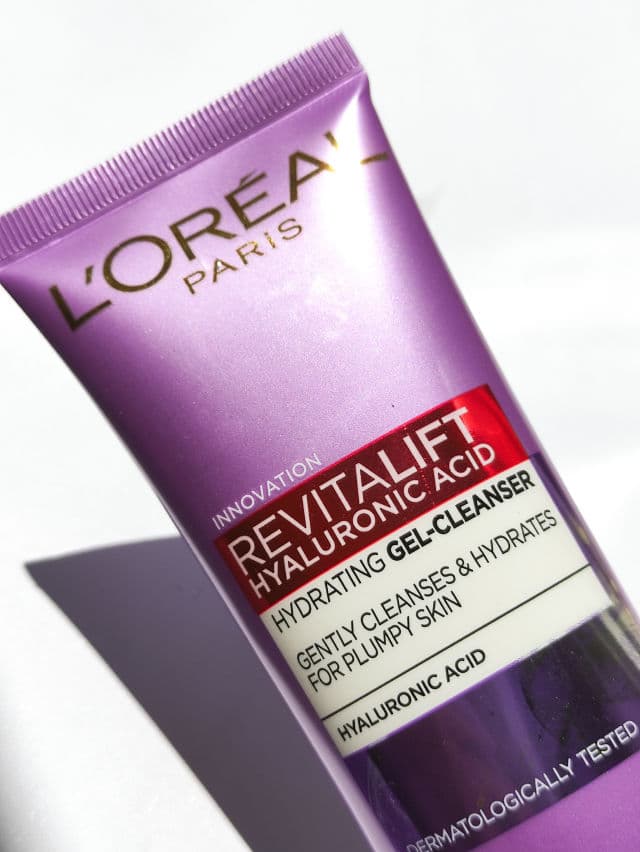 L'ORÉAL
PARIS
INNOVATION
REVITALIFT
HYALURONIC ACID
HYDRATING GEL-CLEANSER
GENTLY CLEANSES & HYDRATES
FOR PLUMPY SKIN
HYALURONIC ACID
DERMATOLOGICALLY TESTED